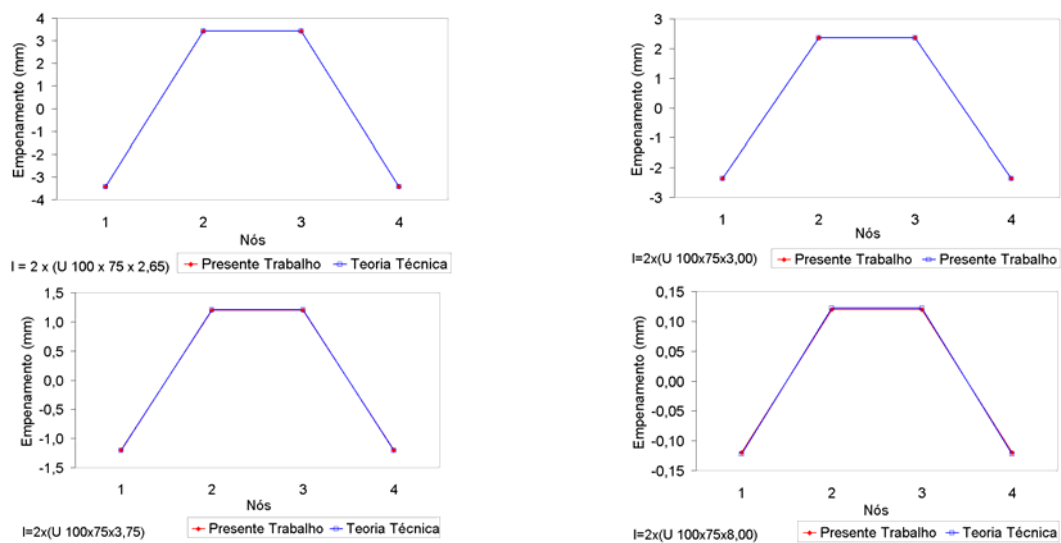 Empenamento (mm)
4
3
2
1
0
-1
-2
-3
-4
1 2 3 4
Nós
I = 2 x (U 100 x 75 x 2,65) Presente Trabalho Teoria Técnica
Empenamento (mm)
3
2
1
0
-1
-2
-3
1 2 3 4
Nós
I=2x(U 100x75x3,00) Presente Trabalho Presente Trabalho
Empenamento (mm)
1,5
1,0
0,5
0,0
-0,5
-1,0
-1,5
1 2 3 4
Nós
I=2x(U 100x75x3,75) Presente Trabalho Teoria Técnica
Empenamento (mm)
0,15
0,10
0,05
0,00
-0,05
-0,10
-0,15
1 2 3 4
Nós
I=2x(U 100x75x8,00) Presente Trabalho Teoria Técnica